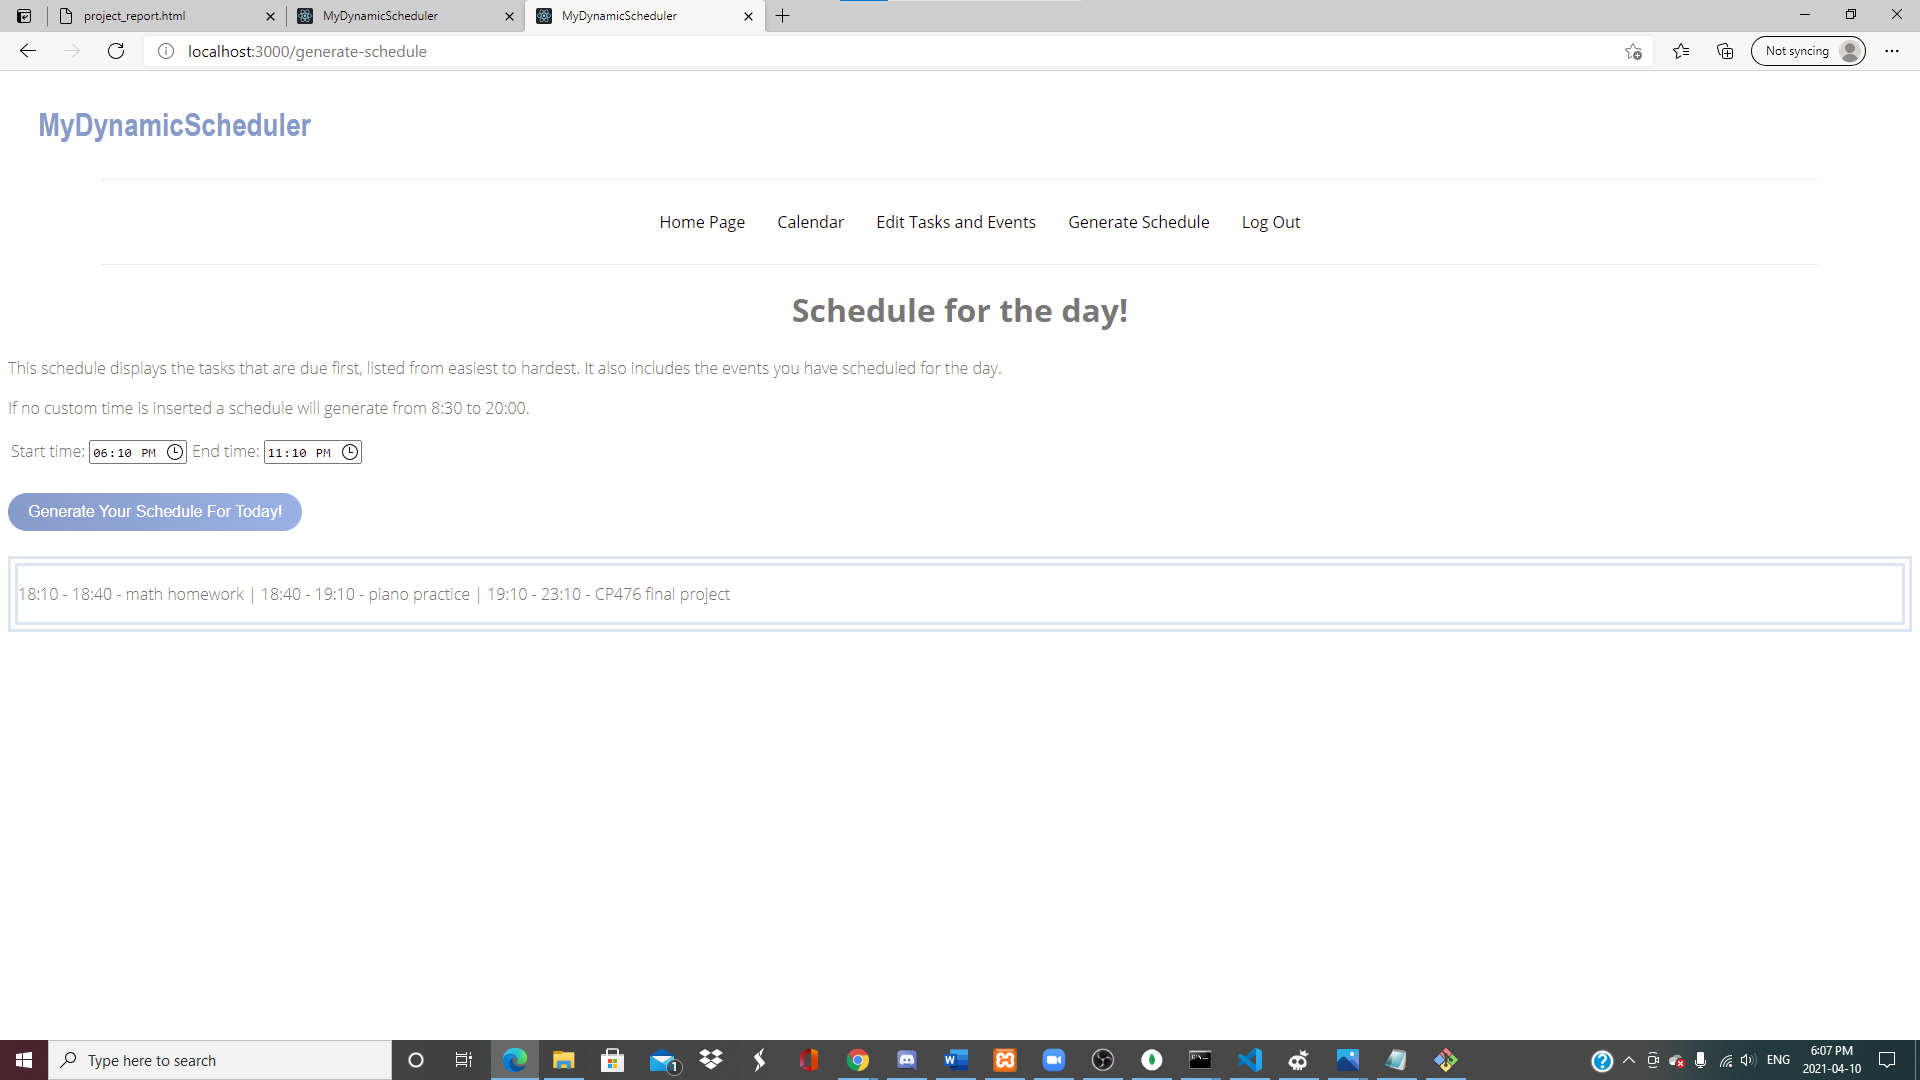 project_report.html
MyDynamicScheduler
MyDynamicScheduler
localhost:3000/generate-schedule
Not syncing
MyDynamicScheduler
Home Page Calendar Edit Tasks and Events Generate Schedule Log Out
Schedule for the day!
This schedule displays the tasks that are due first, listed from easiest to hardest. It also includes the events you have scheduled for the day.
If no custom time is inserted a schedule will generate from 8:30 to 20:00.
Start time: 06:10 PM End time: 11:10 PM
Generate Your Schedule For Today!
18:10 - 18:40 - math homework | 18:40 - 19:10 - piano practice | 19:10 - 23:10 - CP476 final project
Type here to search
1
ENG
6:07 PM
2021-04-10